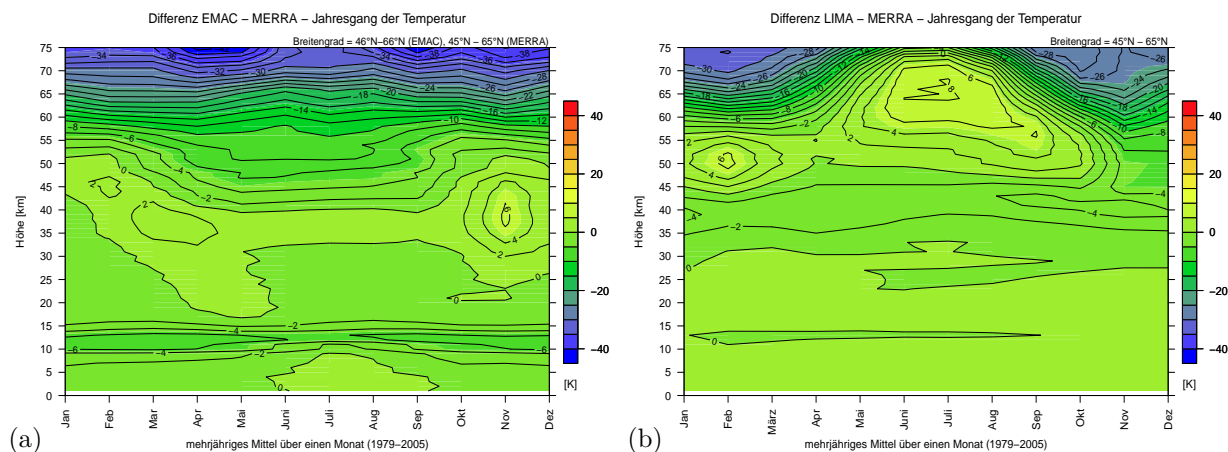 Differenz EMAC − MERRA − Jahresgang der Temperatur
Breitengrad = 46°N−66°N (EMAC), 45°N − 65°N (MERRA)
Höhe [km]
75
70
65
60
55
50
45
40
35
30
25
20
15
10
5
0
Jan
Feb
Mar
Apr
Mai
Juni
Juli
Aug
Sep
Okt
Nov
Dez
mehrjähriges Mittel über einen Monat (1979−2005)
40
20
0
−20
−40
[K]
(a)
Differenz LIMA − MERRA − Jahresgang der Temperatur
Breitengrad = 45°N − 65°N
Höhe [km]
75
70
65
60
55
50
45
40
35
30
25
20
15
10
5
0
Jan
Feb
März
Apr
Mai
Juni
Juli
Aug
Sep
Okt
Nov
Dez
mehrjähriges Mittel über einen Monat (1979−2005)
40
20
0
−20
−40
[K]
(b)